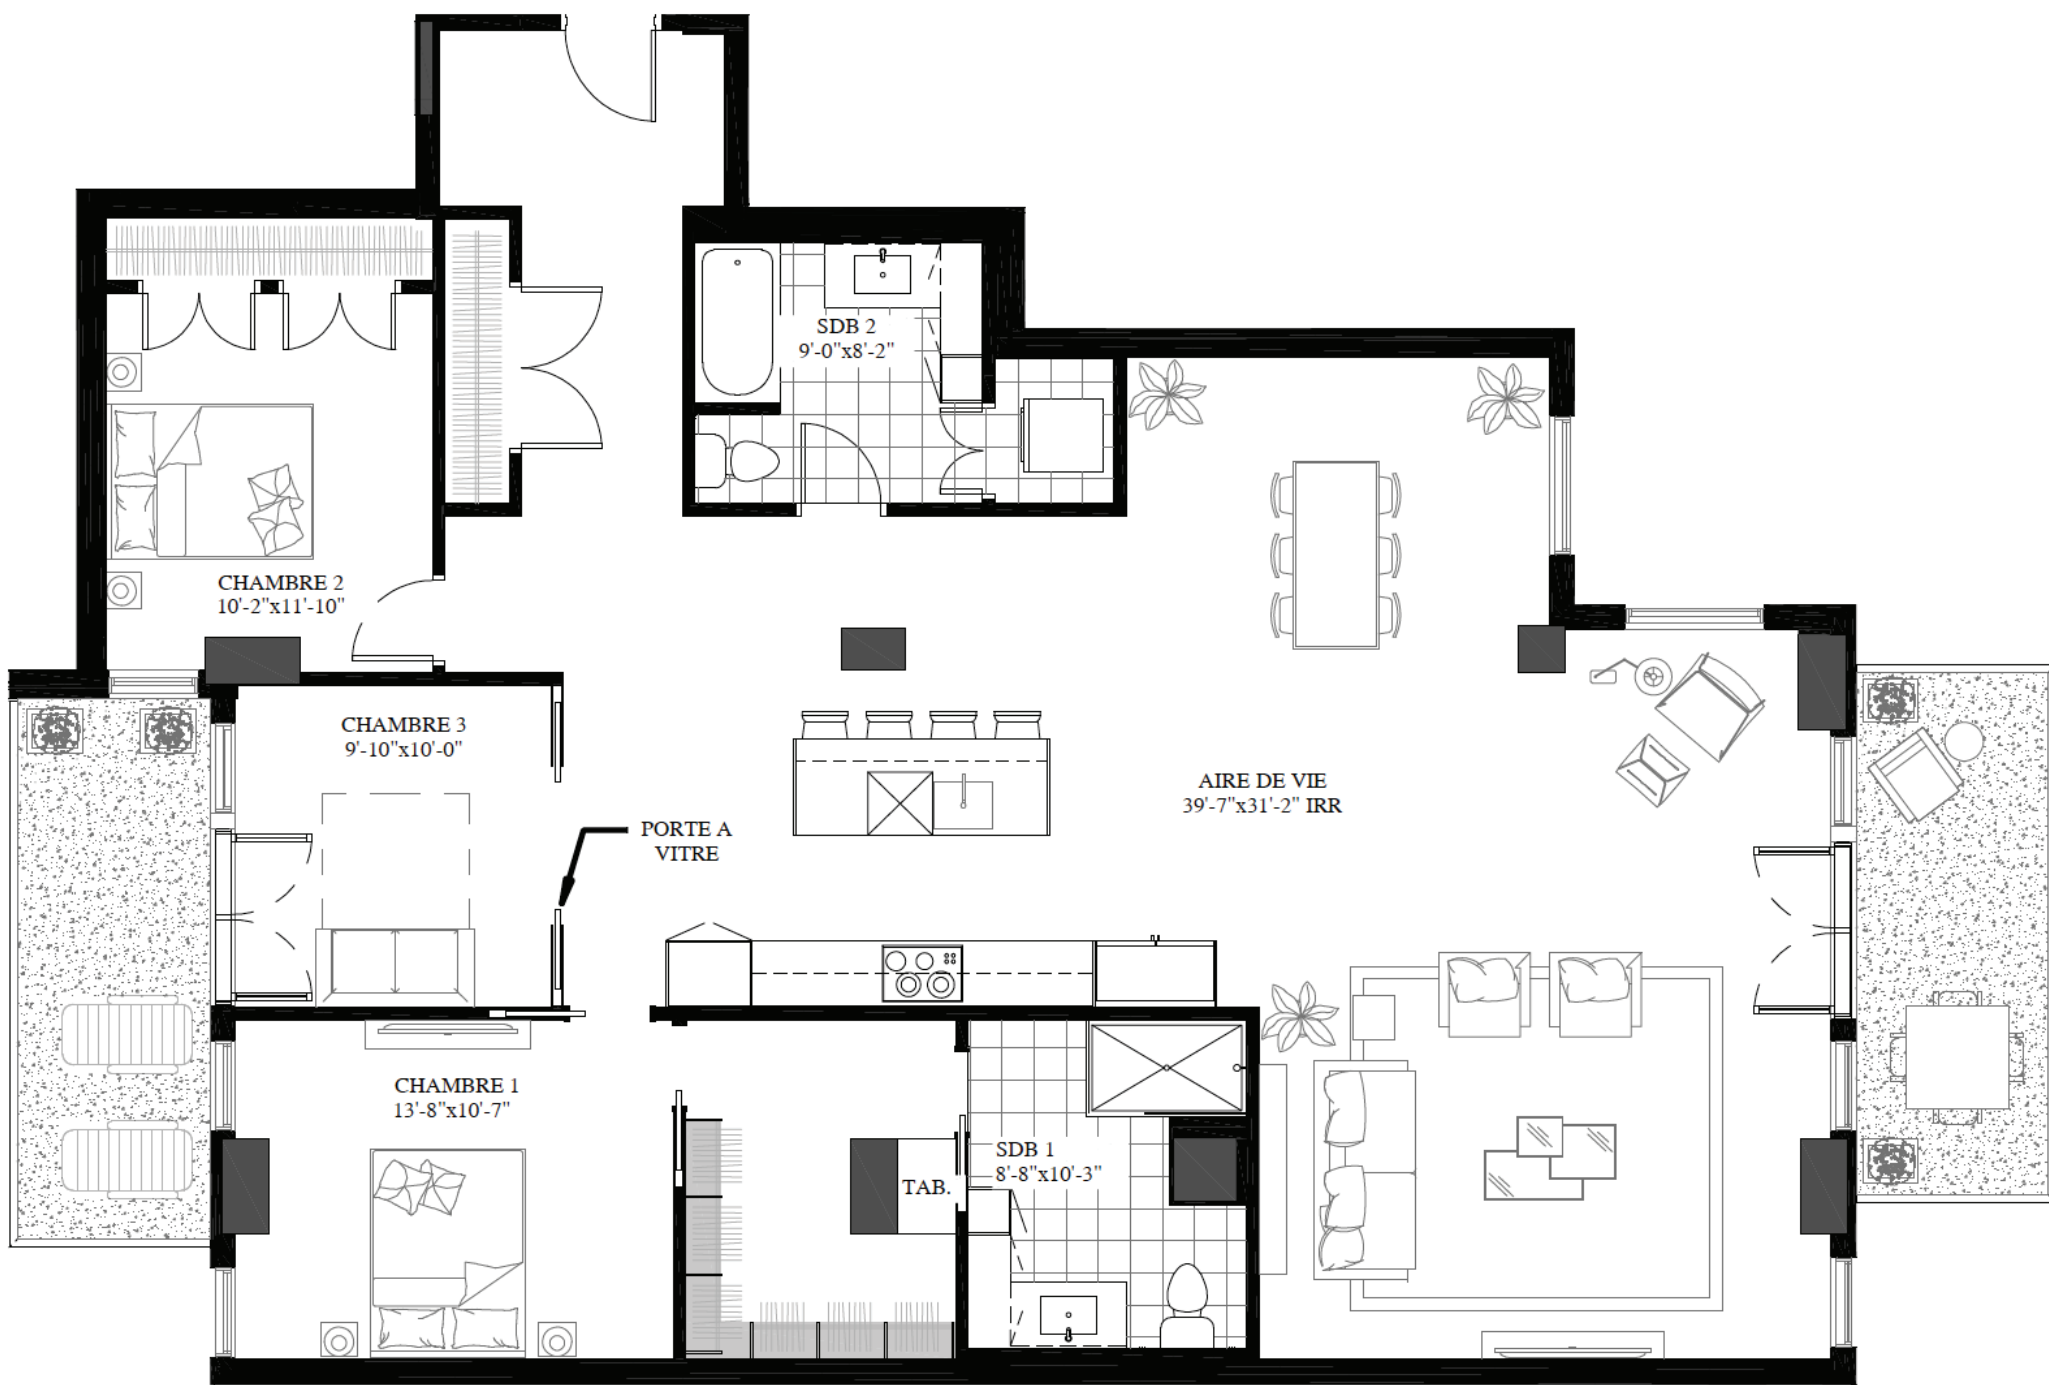 SDB 2
9'-0"x8'-2"
CHAMBRE 2
10'-2"x11'-10"
CHAMBRE 3
9'-10"x10'-0"
PORTE A
VITRE
AIRE DE VIE
39'-7"x31'-2" IRR
CHAMBRE 1
13'-8"x10'-7"
SDB 1
8'-8"x10'-3"
TAB.